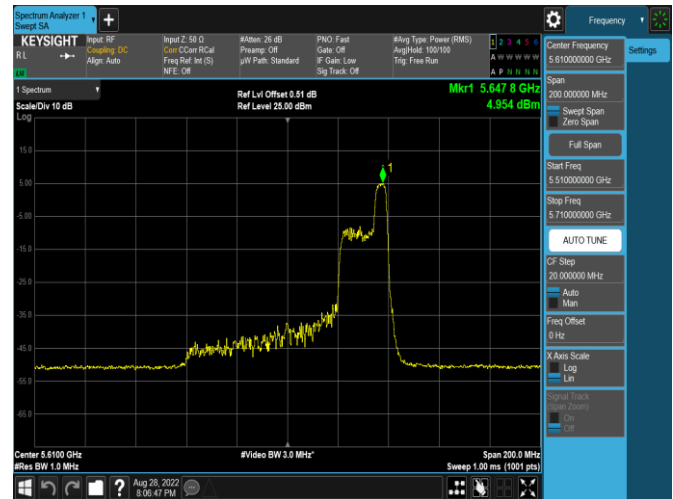 Spectrum Analyzer 1
Swept SA
Frequency
KEYSIGHT
RL
Input: RF
Coupling: DC
Align: Auto
Input Z: 50 Ω
Corr CCorr RCal
Freq Ref: Int (S)
NFE: Off
#Atten: 26 dB
Preamp: Off
µW Path: Standard
PNO: Fast
Gate: Off
IF Gain: Low
Sig Track: Off
#Avg Type: Power (RMS)
Avg|Hold: 100/100
Trig: Free Run
1 2 3 4 5 6
A W W W W W
A P N N N N
1 Spectrum
Scale/Div 10 dB
Log
Ref Lvl Offset 0.51 dB
Ref Level 25.00 dBm
Mkr1 5.647 8 GHz
4.954 dBm
15.0
5.00
-5.00
-15.0
-25.0
-35.0
-45.0
-55.0
-65.0
1
Center 5.6100 GHz
#Res BW 1.0 MHz
#Video BW 3.0 MHz*
Span 200.0 MHz
Sweep 1.00 ms (1001 pts)
Center Frequency
5.610000000 GHz
Settings
Span
200.000000 MHz
Swept Span
Zero Span
Full Span
Start Freq
5.510000000 GHz
Stop Freq
5.710000000 GHz
AUTO TUNE
CF Step
20.000000 MHz
Auto
Man
Freq Offset
0 Hz
X Axis Scale
Log
Lin
Signal Track
(Span Zoom)
On
Off
Aug 28, 2022
8:06:47 PM